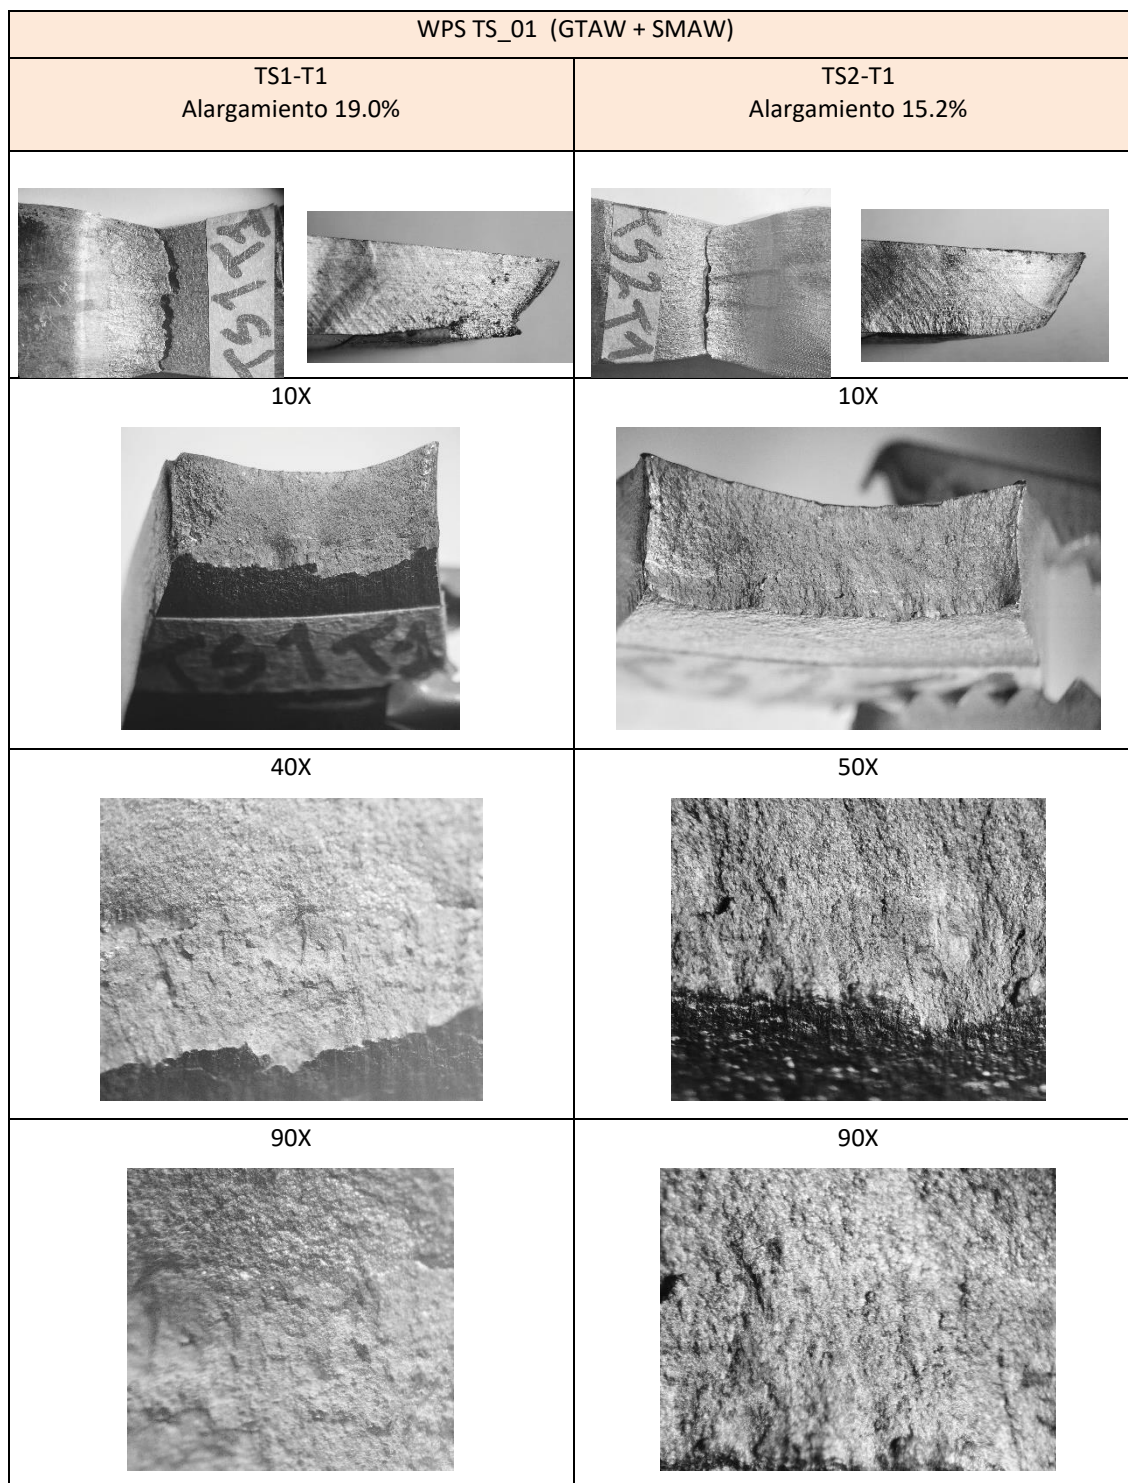 WPS TS_01 (GTAW + SMAW)
TS1-T1
Alargamiento 19.0%
TS2-T1
Alargamiento 15.2%
TS1T1
TS2T1
10X
10X
TS1T1
40X
50X
90X
90X